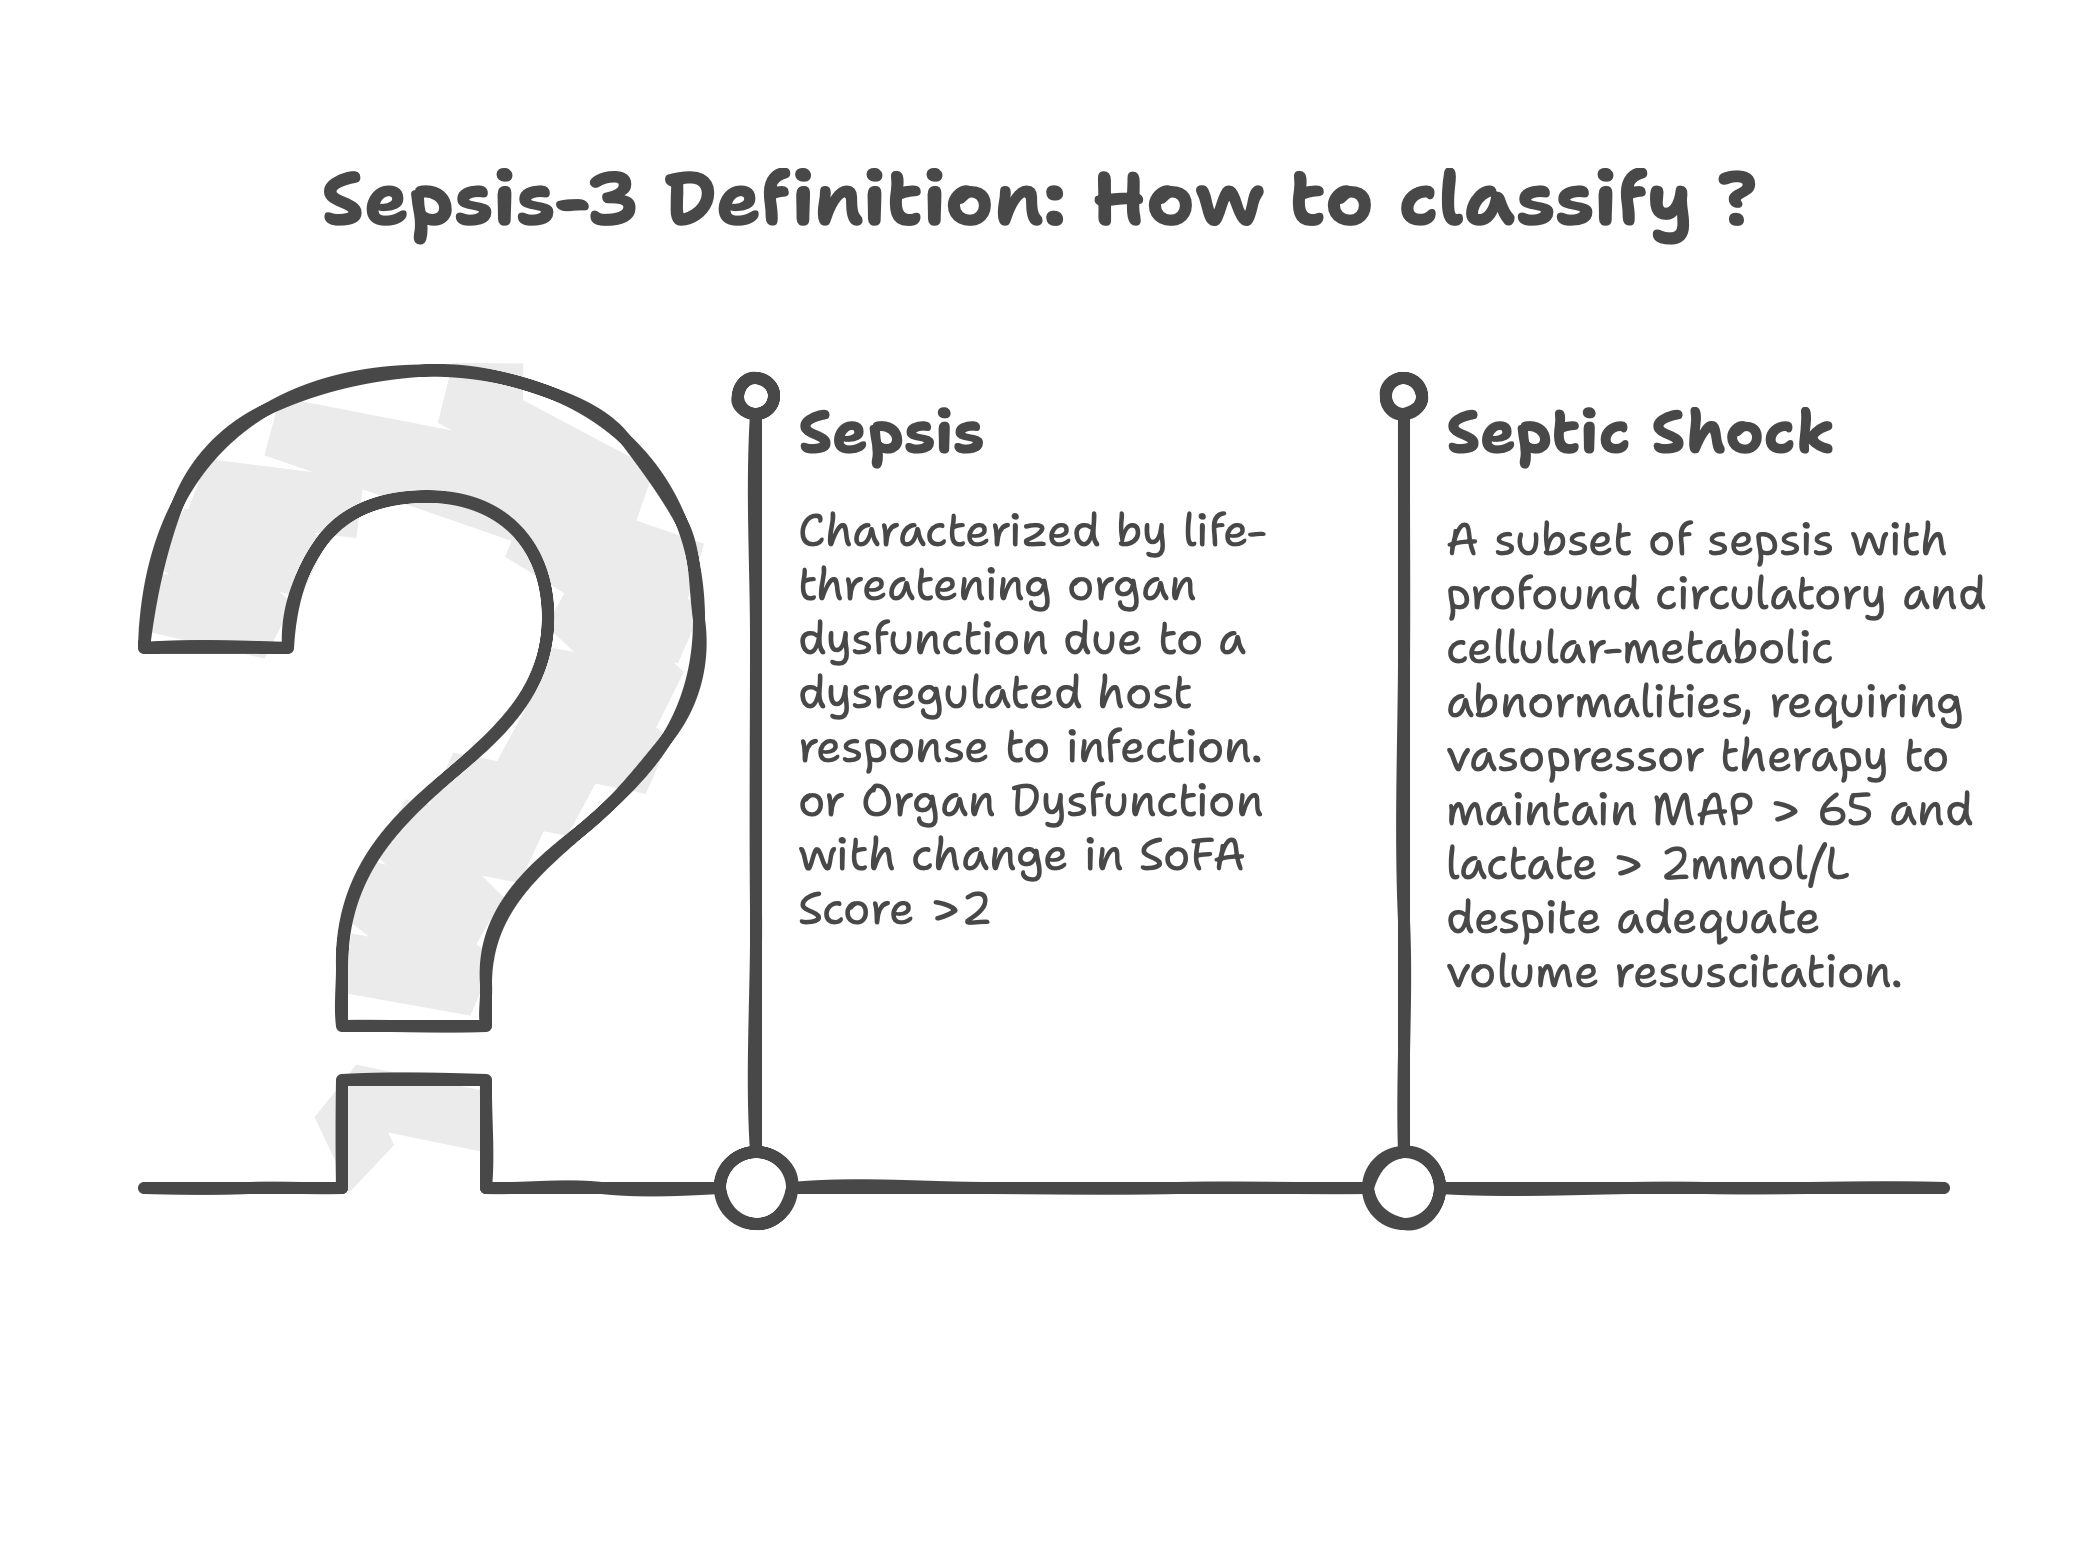 Sepsis-3 Definition: How to classify ?
Sepsis
Characterized by life-
threatening organ
dysfunction due to a
dysregulated host
response to infection.
or Organ Dysfunction
with change in SoFA
Score >2
Septic Shock
A subset of sepsis with
profound circulatory and
cellular-metabolic
abnormalities, requiring
vasopressor therapy to
maintain MAP > 65 and
lactate > 2mmol/L
despite adequate
volume resuscitation.